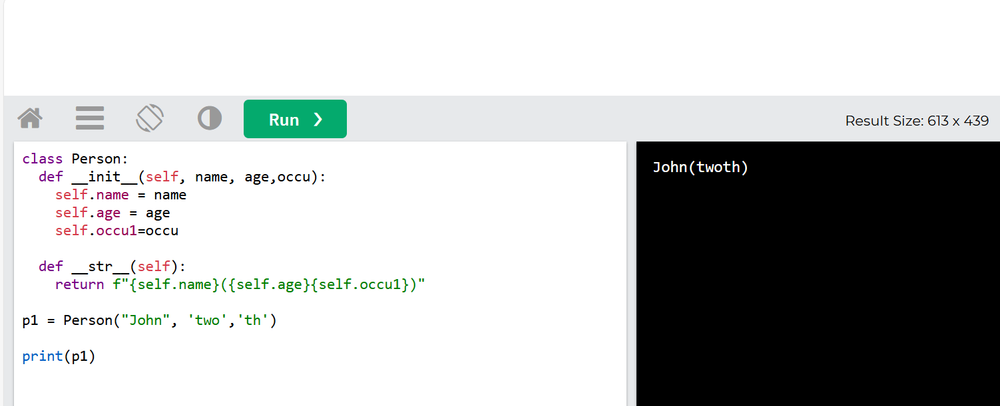 Run ❯
Result Size: 613 x 439
class Person:
  def __init__(self, name, age,occu):
    self.name = name
    self.age = age
    self.occu1=occu

  def __str__(self):
    return f"{self.name}({self.age}{self.occu1})"

p1 = Person("John", 'two','th')

print(p1)
John(twoth)